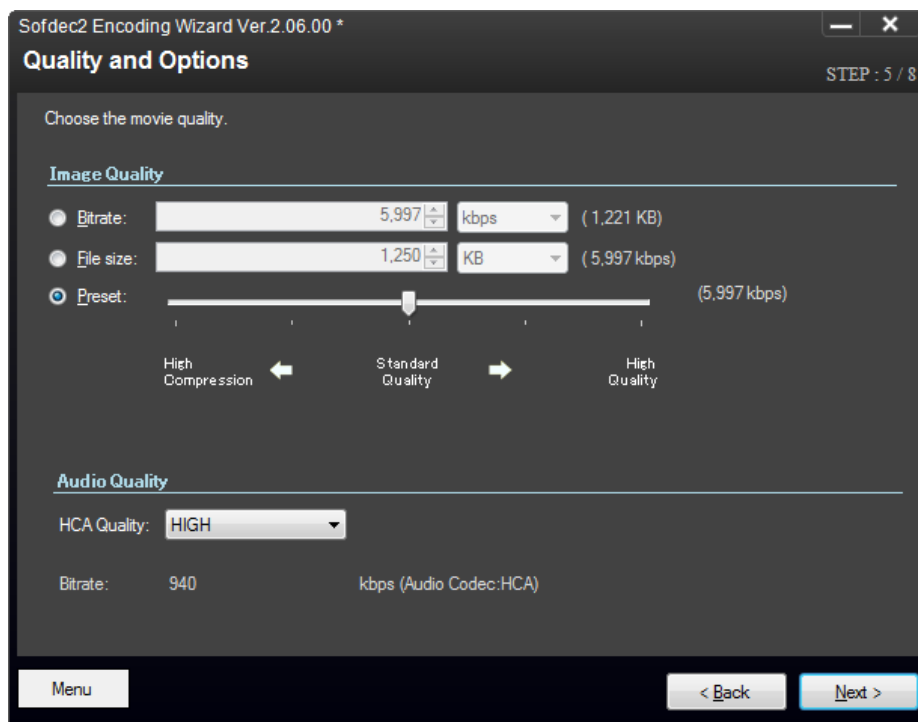 Sofdec2 Encoding Wizard Ver.2.06.00 *
Quality and Options
STEP : 5 / 8
Choose the movie quality.
Image Quality
Bitrate: 5,997 kbps ( 1,221 KB)
File size: 1,250 KB ( 5,997 kbps)
Preset: (5,997 kbps)
High Compression Standard Quality High Quality
Audio Quality
HCA Quality: HIGH
Bitrate: 940 kbps (Audio Codec:HCA)
Menu < Back Next >